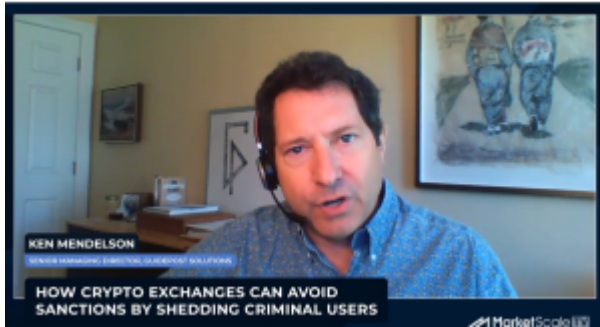 KEN MENDELSON
SENIOR MANAGING DIRECTOR, GUIDEPOST SOLUTIONS
HOW CRYPTO EXCHANGES CAN AVOID
SANCTIONS BY SHEDDING CRIMINAL USERS
MarketScale